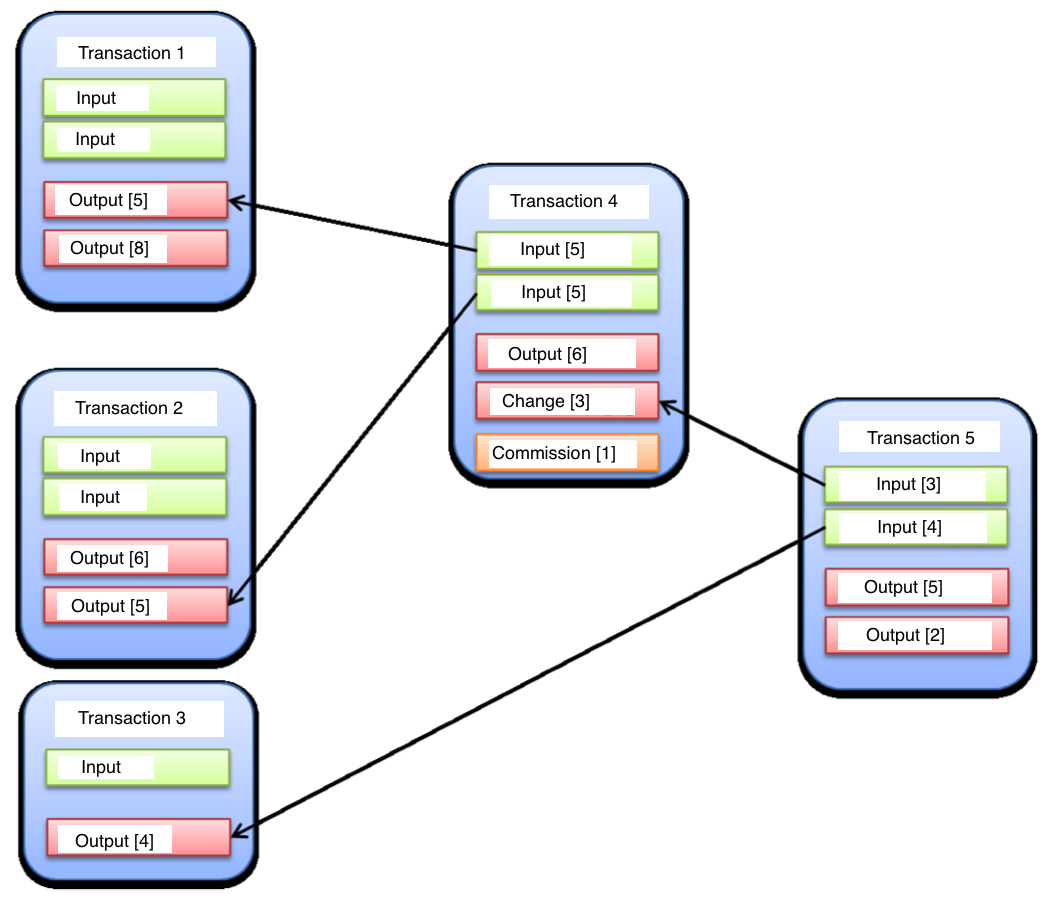 Transaction 1
Input
Input
Output [5]
Output [8]
Transaction 2
Input
Input
Output [6]
Output [5]
Transaction 3
Input
Output [4]
Transaction 4
Input [5]
Input [5]
Output [6]
Change [3]
Commission [1]
Transaction 5
Input [3]
Input [4]
Output [5]
Output [2]